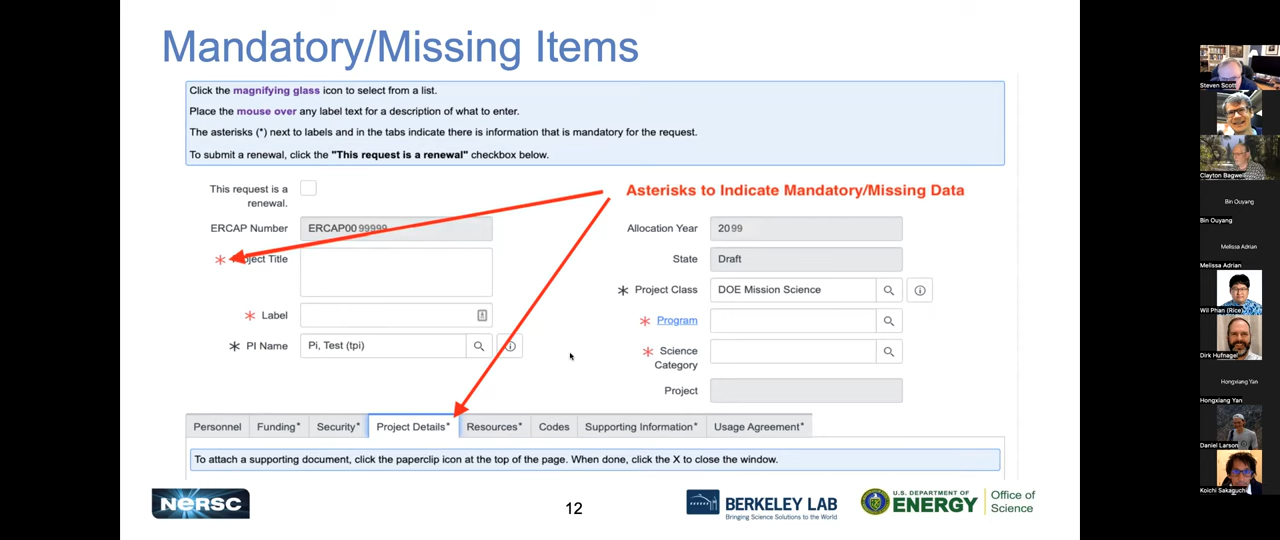 Mandatory/Missing Items
Click the magnifying glass icon to select from a list.
Place the mouse over any label text for a description of what to enter.
The asterisks (*) next to labels and in the tabs indicate there is information that is mandatory for the request.
To submit a renewal, click the "This request is a renewal" checkbox below.
Asterisks to Indicate Mandatory/Missing Data
This request is a
renewal.
ERCAP Number ERCAP00 99999
* Project Title
* Label
* PI Name Pi, Test (tpi)
Allocation Year 2099
State Draft
* Project Class DOE Mission Science
* Program
* Science
Category
Project
Personnel Funding* Security* Project Details* Resources* Codes Supporting Information* Usage Agreement*
To attach a supporting document, click the paperclip icon at the top of the page. When done, click the X to close the window.
NERSC
12
BERKELEY LAB
Bringing Science Solutions to the World
U.S. DEPARTMENT OF
ENERGY
Office of
Science
Steven Scott
Clayton Bagwell
Bin Ouyang
Bin Ouyang
Melissa Adrian
Melissa Adrian
Wil Phan (Rice)
Dirk Hufnagel
Hongxiang Yan
Hongxiang Yan
Daniel Larson
Koichi Sakaguchi